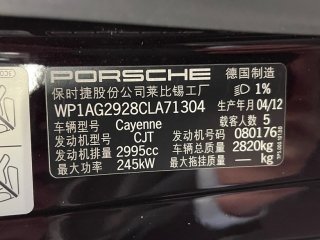 PORSCHE 德国制造
保时捷股份公司莱比锡工厂 1%
WP1AG2928CLA71304 生产年月 04/12
车辆型号 Cayenne 载客人数 5
发动机型号 CJT 发动机号码 080176
发动机排量 2995cc 车辆总质量 2820kg
最大功率 245kW 最大拖挂质量 — kg